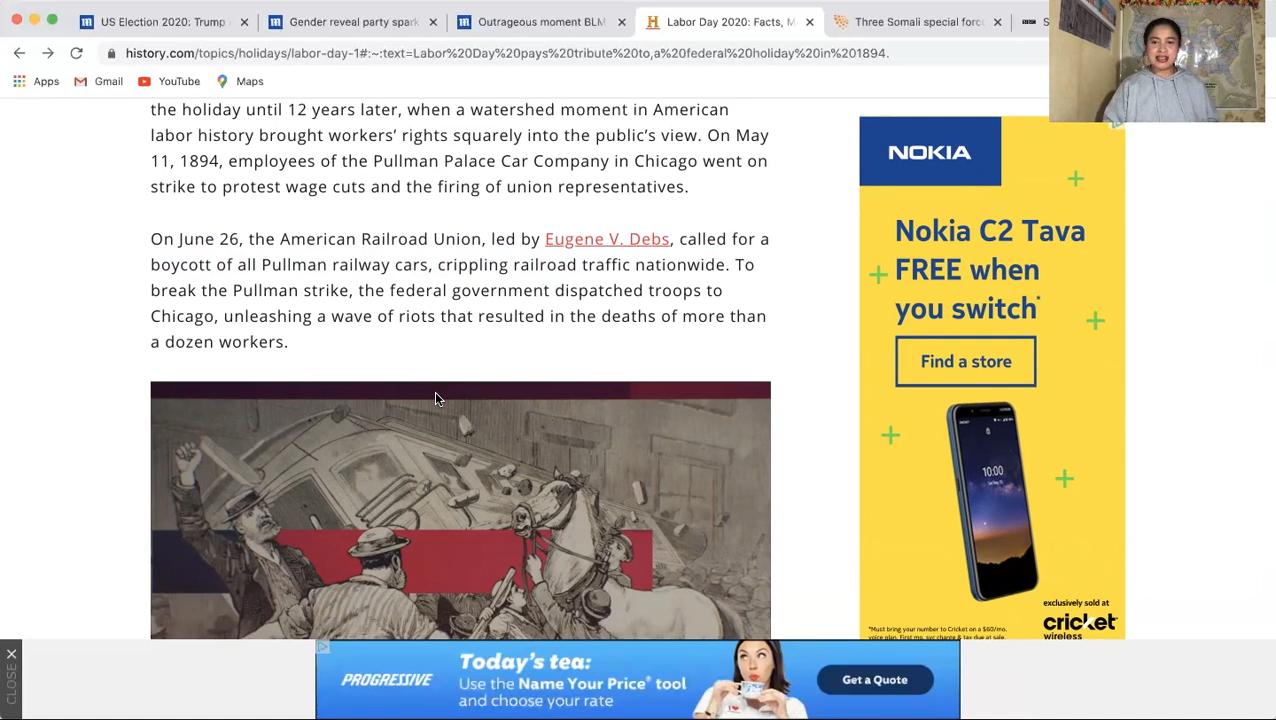 US Election 2020: Trump
Gender reveal party spark
Outrageous moment BLM
Labor Day 2020: Facts, M
Three Somali special forc
S
history.com/topics/holidays/labor-day-1#:~:text=Labor%20Day%20pays%20tribute%20to,a%20federal%20holiday%20in%201894.
Apps
Gmail
YouTube
Maps
the holiday until 12 years later, when a watershed moment in American
labor history brought workers’ rights squarely into the public’s view. On May
11, 1894, employees of the Pullman Palace Car Company in Chicago went on
strike to protest wage cuts and the firing of union representatives.
On June 26, the American Railroad Union, led by Eugene V. Debs, called for a
boycott of all Pullman railway cars, crippling railroad traffic nationwide. To
break the Pullman strike, the federal government dispatched troops to
Chicago, unleashing a wave of riots that resulted in the deaths of more than
a dozen workers.
NOKIA
Nokia C2 Tava
FREE when
you switch*
Find a store
10:00
exclusively sold at
cricket
wireless
*Must bring your number to Cricket on a $60/mo.
voice plan. First mo. svc charge & tax due at sale.
CLOSE
PROGRESSIVE
Today's tea:
Use the Name Your Price® tool
and choose your rate
Get a Quote